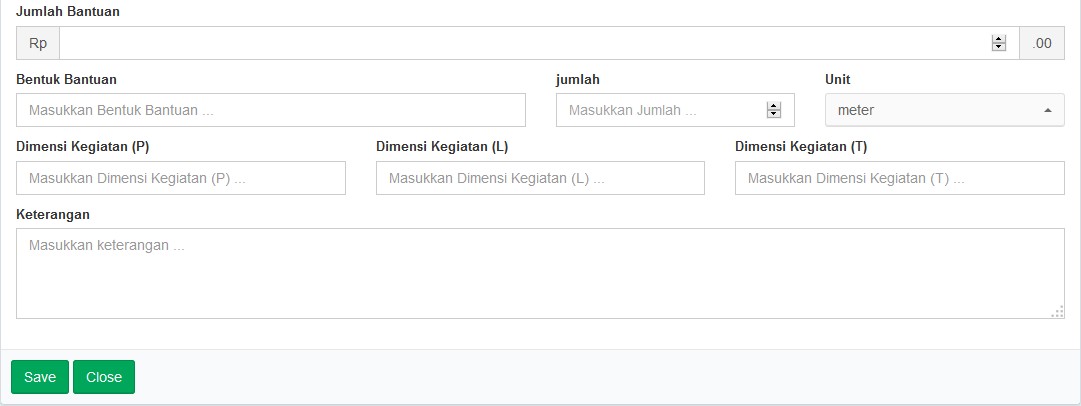 Jumlah Bantuan
Rp .00
Bentuk Bantuan jumlah Unit
Masukkan Bentuk Bantuan ... Masukkan Jumlah ... meter
Dimensi Kegiatan (P) Dimensi Kegiatan (L) Dimensi Kegiatan (T)
Masukkan Dimensi Kegiatan (P) ... Masukkan Dimensi Kegiatan (L) ... Masukkan Dimensi Kegiatan (T) ...
Keterangan
Masukkan keterangan ...
Save Close